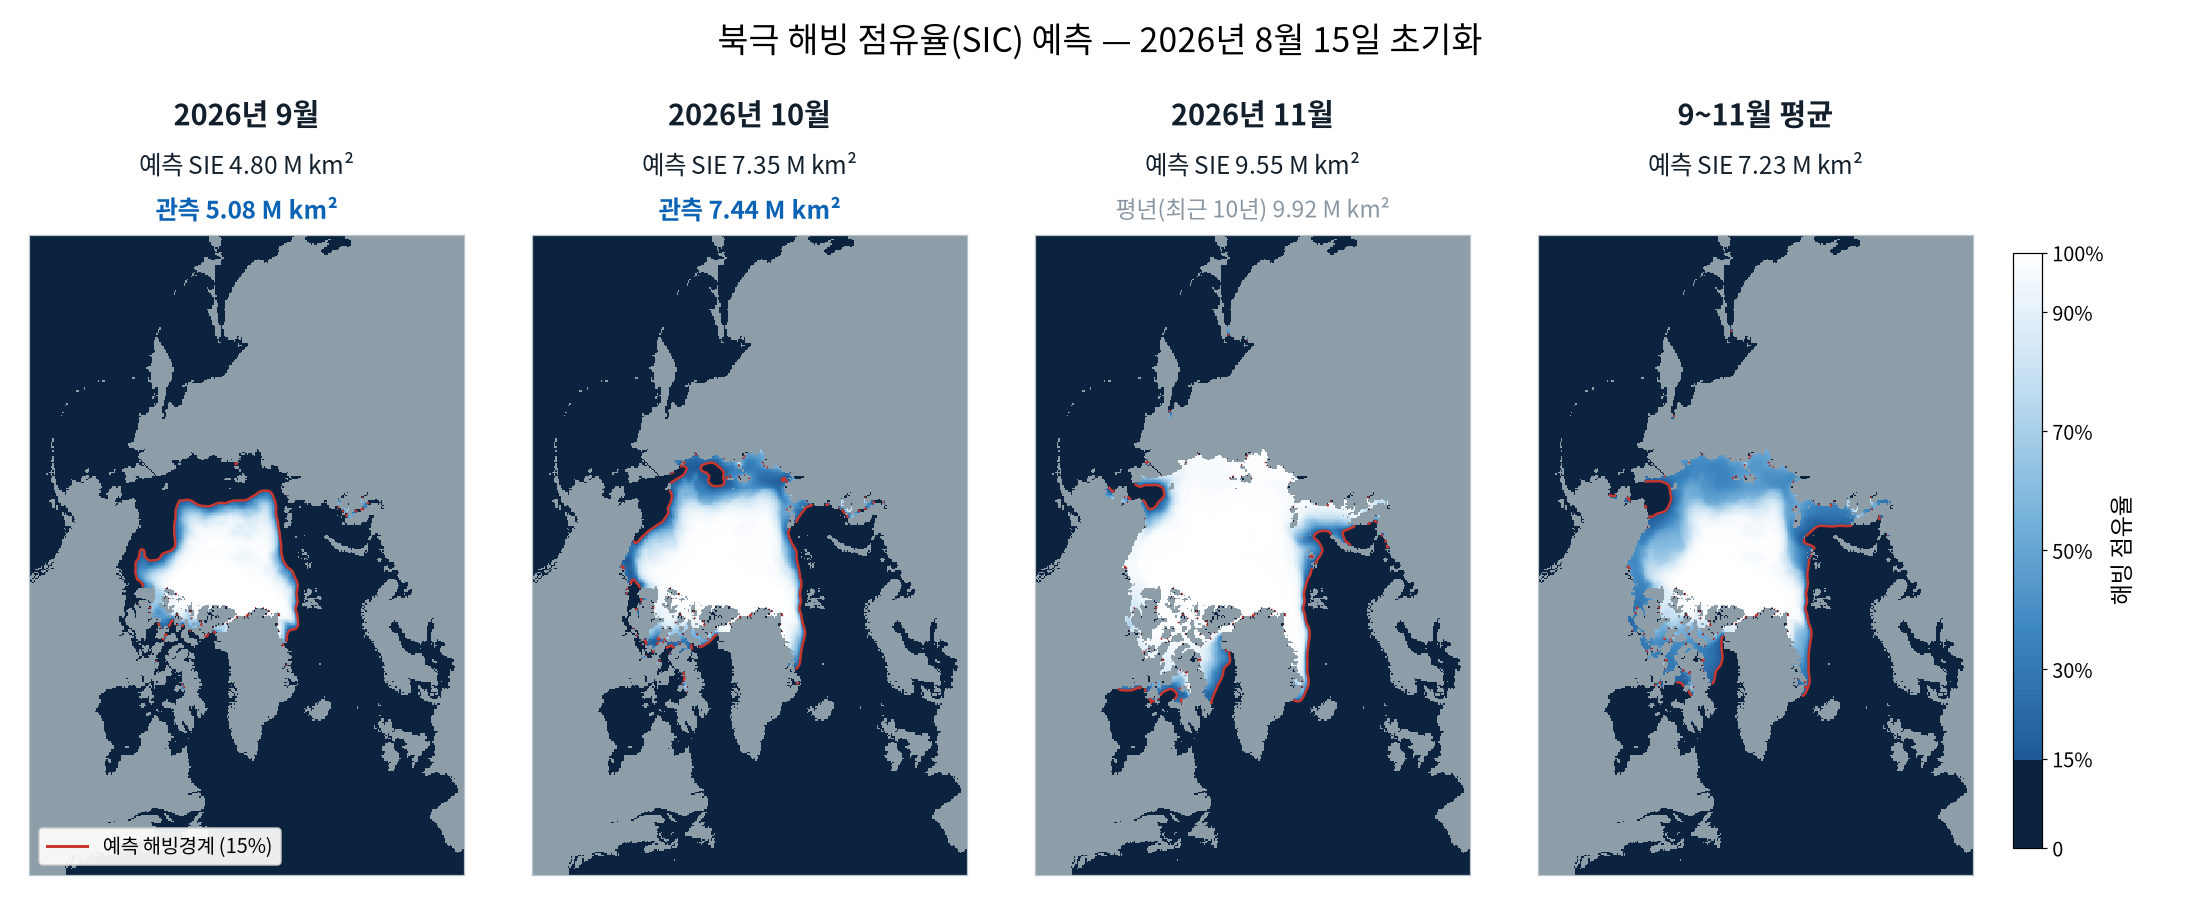 북극 해빙 점유율(SIC) 예측 — 2026년 8월 15일 초기화
2026년 9월
예측 SIE 4.80 M km²
관측 5.08 M km²
2026년 10월
예측 SIE 7.35 M km²
관측 7.44 M km²
2026년 11월
예측 SIE 9.55 M km²
평년(최근 10년) 9.92 M km²
9~11월 평균
예측 SIE 7.23 M km²
예측 해빙경계 (15%)
100%
90%
70%
50%
30%
15%
0
해빙 점유율